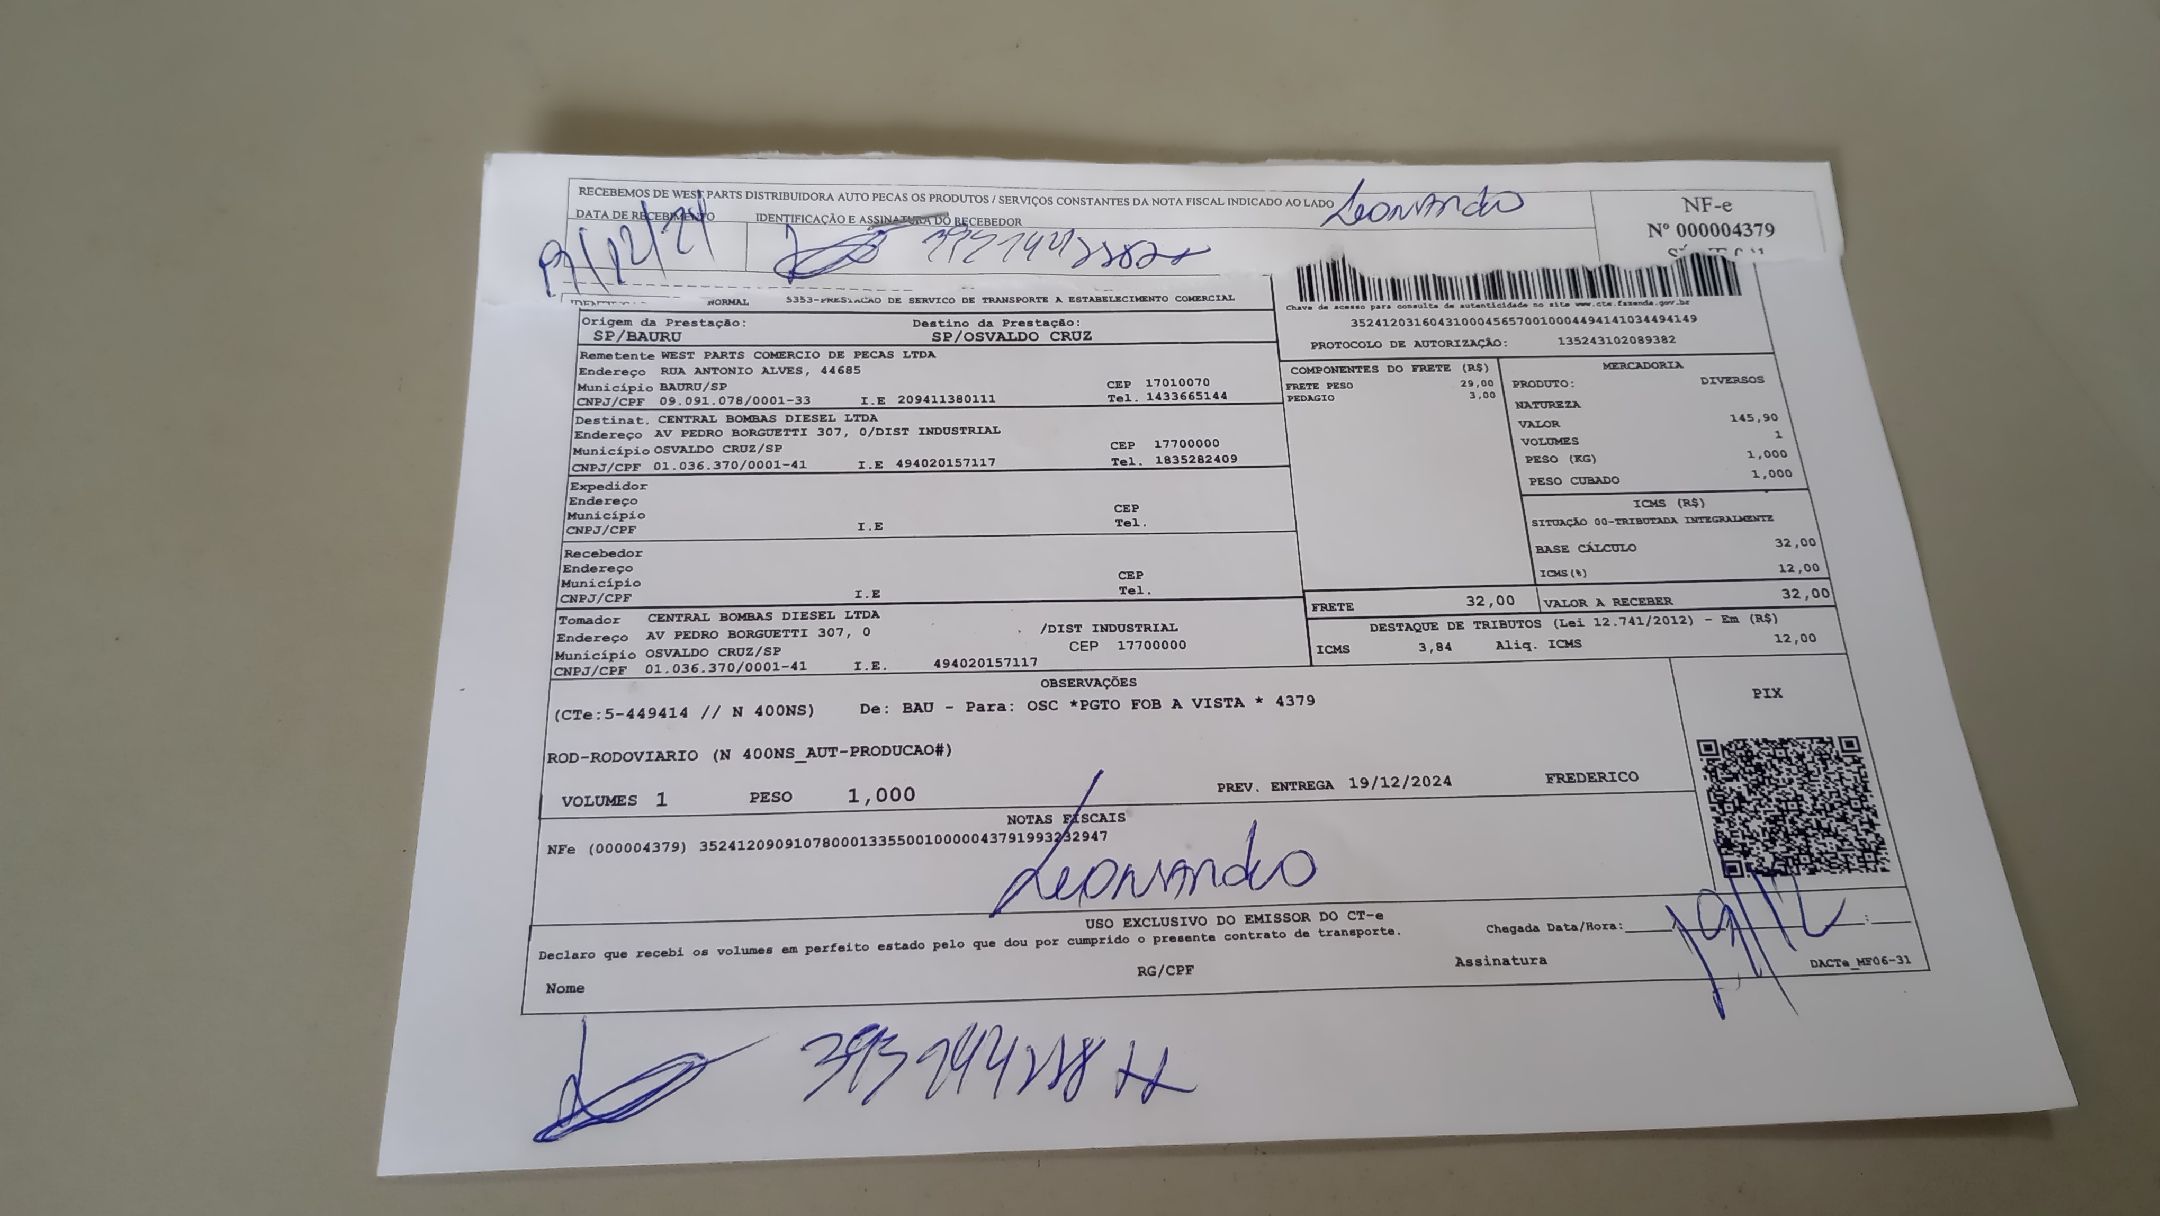 RECEBEMOS DE WEST PARTS DISTRIBUIDORA AUTO PECAS OS PRODUTOS / SERVIÇOS CONSTANTES DA NOTA FISCAL INDICADO AO LADO
Leonardo
NF-e
Nº 000004379
DATA DE RECEBIMENTO IDENTIFICAÇÃO E ASSINATURA DO RECEBEDOR
NORMAL 5353-PRESTACAO DE SERVICO DE TRANSPORTE A ESTABELECIMENTO COMERCIAL
Chave de acesso para consulta de autenticidade no site www.cte.fazenda.gov.br
35241203160431000456570010004494141034494149
PROTOCOLO DE AUTORIZAÇÃO: 135243102089382
Origem da Prestação: Destino da Prestação:
SP/BAURU SP/OSVALDO CRUZ
Remetente WEST PARTS COMERCIO DE PECAS LTDA
Endereço RUA ANTONIO ALVES, 44685
Município BAURU/SP CEP 17010070
CNPJ/CPF 09.091.078/0001-33 I.E 209411380111 Tel. 1433665144
Destinat. CENTRAL BOMBAS DIESEL LTDA
Endereço AV PEDRO BORGUETTI 307, 0/DIST INDUSTRIAL
Município OSVALDO CRUZ/SP CEP 17700000
CNPJ/CPF 01.036.370/0001-41 I.E 494020157117 Tel. 1835282409
Expedidor
Endereço
Município CEP
CNPJ/CPF I.E Tel.
Recebedor
Endereço
Município CEP
CNPJ/CPF I.E Tel.
Tomador CENTRAL BOMBAS DIESEL LTDA
Endereço AV PEDRO BORGUETTI 307, 0 /DIST INDUSTRIAL
Município OSVALDO CRUZ/SP CEP 17700000
CNPJ/CPF 01.036.370/0001-41 I.E. 494020157117
COMPONENTES DO FRETE (R$)
FRETE PESO 29,00
PEDAGIO 3,00
MERCADORIA
PRODUTO: DIVERSOS
NATUREZA
VALOR 145,90
VOLUMES 1
PESO (KG) 1,000
PESO CUBADO 1,000
ICMS (R$)
SITUAÇÃO 00-TRIBUTADA INTEGRALMENTE
BASE CÁLCULO 32,00
ICMS(%) 12,00
FRETE 32,00 VALOR A RECEBER 32,00
DESTAQUE DE TRIBUTOS (Lei 12.741/2012) - Em (R$)
ICMS 3,84 Aliq. ICMS 12,00
OBSERVAÇÕES
(CTe:5-449414 // N 400NS) De: BAU - Para: OSC *PGTO FOB A VISTA * 4379
PIX
ROD-RODOVIARIO (N 400NS_AUT-PRODUCAO#)
VOLUMES 1 PESO 1,000 PREV. ENTREGA 19/12/2024 FREDERICO
NOTAS FISCAIS
NFe (000004379) 35241209091078000133550010000043791993232947
Leonardo
USO EXCLUSIVO DO EMISSOR DO CT-e
Declaro que recebi os volumes em perfeito estado pelo que dou por cumprido o presente contrato de transporte.
Chegada Data/Hora: 19/12
Nome RG/CPF Assinatura DACTe_MF06-31